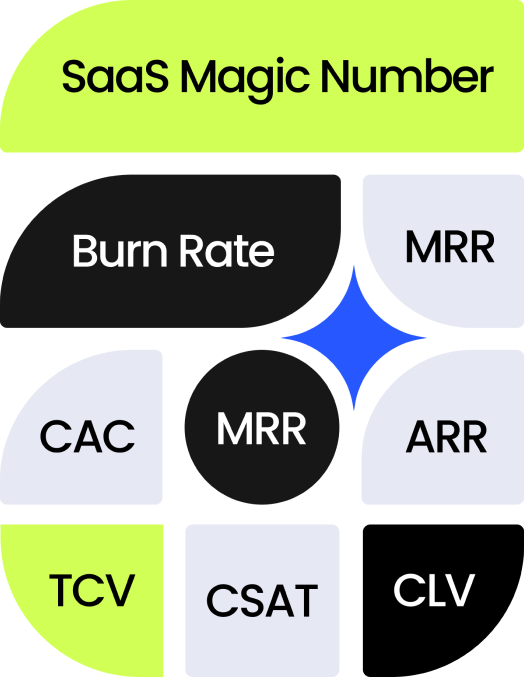 SaaS Magic Number
Burn Rate
MRR
CAC
MRR
ARR
TCV
CSAT
CLV